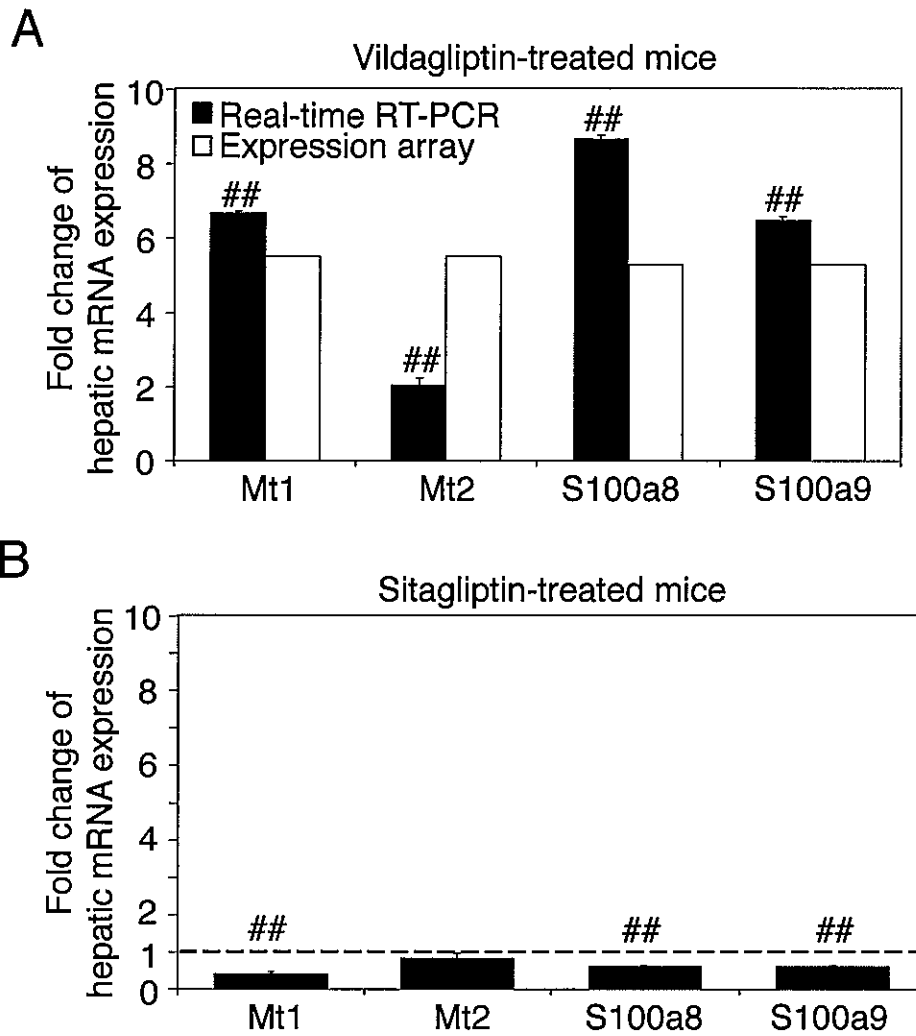 A
Vildagliptin-treated mice
Fold change of
hepatic mRNA expression
10
8
6
4
2
0
Real-time RT-PCR
Expression array
##
##
##
##
Mt1 Mt2 S100a8 S100a9
B
Sitagliptin-treated mice
Fold change of
hepatic mRNA expression
10
8
6
4
2
1
0
## ## ##
Mt1 Mt2 S100a8 S100a9